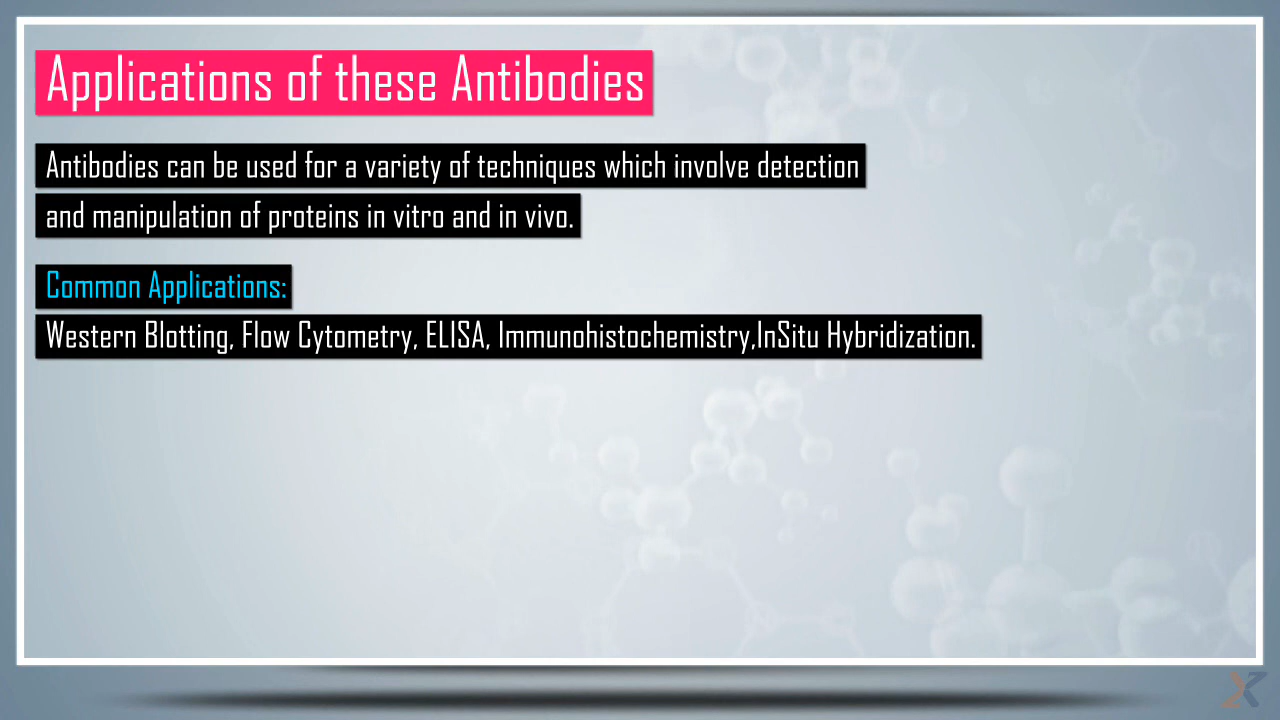 Applications of these Antibodies
Antibodies can be used for a variety of techniques which involve detection
and manipulation of proteins in vitro and in vivo.
Common Applications:
Western Blotting, Flow Cytometry, ELISA, Immunohistochemistry,InSitu Hybridization.